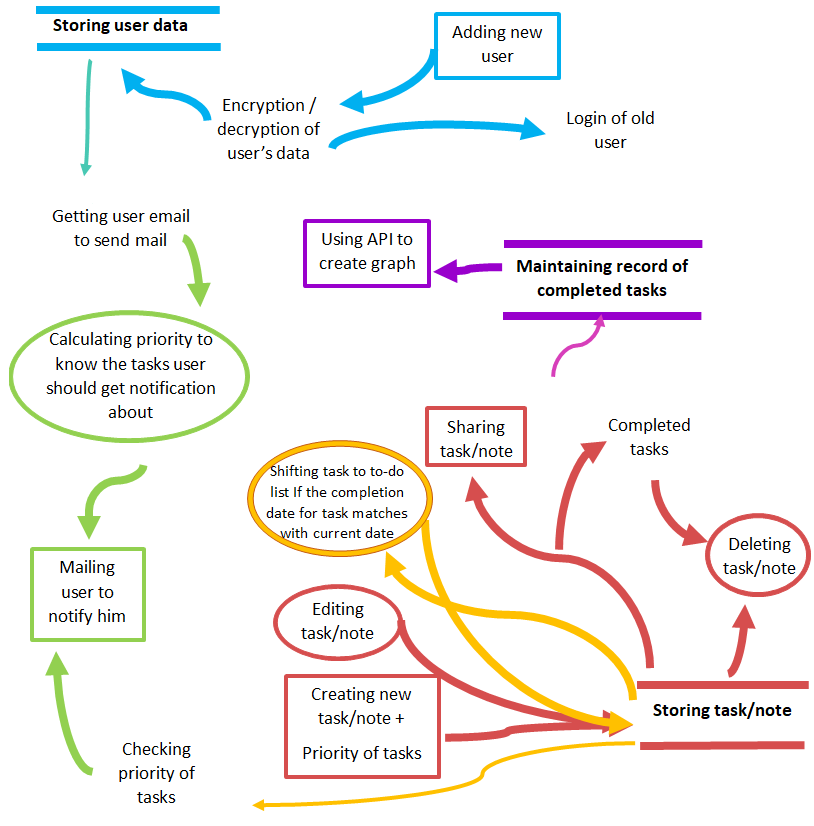 Storing user data
Adding new
user
Encryption /
decryption of
user's data
Login of old
user
Getting user email
to send mail
Using API to
create graph
Maintaining record of
completed tasks
Calculating priority to
know the tasks user
should get notification
about
Sharing
task/note
Completed
tasks
Shifting task to to-do
list If the completion
date for task matches
with current date
Deleting
task/note
Mailing
user to
notify him
Editing
task/note
Creating new
task/note +
Priority of tasks
Storing task/note
Checking
priority of
tasks